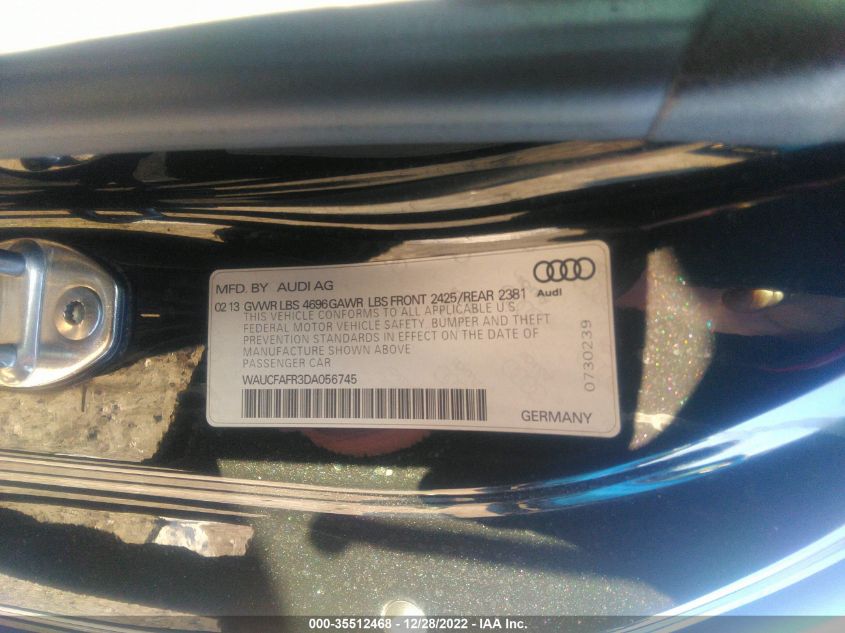 MFD. BY AUDI AG
02 13 GVWR LBS 4696 GAWR LBS FRONT 2425/REAR 2381
Audi
THIS VEHICLE CONFORMS TO ALL APPLICABLE U.S.
FEDERAL MOTOR VEHICLE SAFETY, BUMPER AND THEFT
PREVENTION STANDARDS IN EFFECT ON THE DATE OF
MANUFACTURE SHOWN ABOVE
PASSENGER CAR
WAUCFAFR3DA056745
GERMANY
0730239
000-35512468 - 12/28/2022 - IAA Inc.